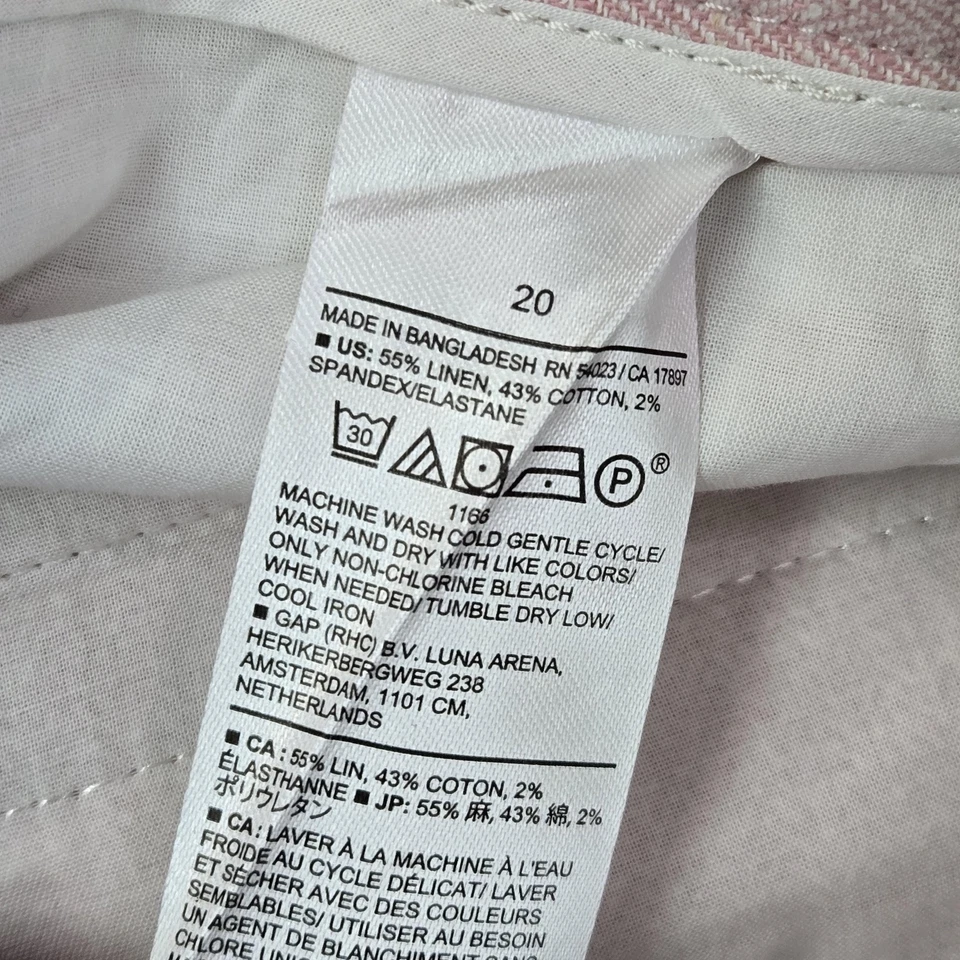 20
MADE IN BANGLADESH RN 54023 / CA 17897
■ US: 55% LINEN, 43% COTTON, 2%
SPANDEX/ELASTANE
30 P ®
1166
MACHINE WASH COLD GENTLE CYCLE/
WASH AND DRY WITH LIKE COLORS/
ONLY NON-CHLORINE BLEACH
WHEN NEEDED/ TUMBLE DRY LOW/
COOL IRON
■ GAP (RHC) B.V. LUNA ARENA,
HERIKERBERGWEG 238
AMSTERDAM, 1101 CM,
NETHERLANDS
■ CA : 55% LIN, 43% COTON, 2%
ÉLASTHANNE ■ JP: 55% 麻, 43% 綿, 2%
ポリウレタン
■ CA : LAVER À LA MACHINE À L'EAU
FROIDE AU CYCLE DÉLICAT/ LAVER
ET SÉCHER AVEC DES COULEURS
SEMBLABLES/ UTILISER AU BESOIN
UN AGENT DE BLANCHIMENT SANS
CHLORE